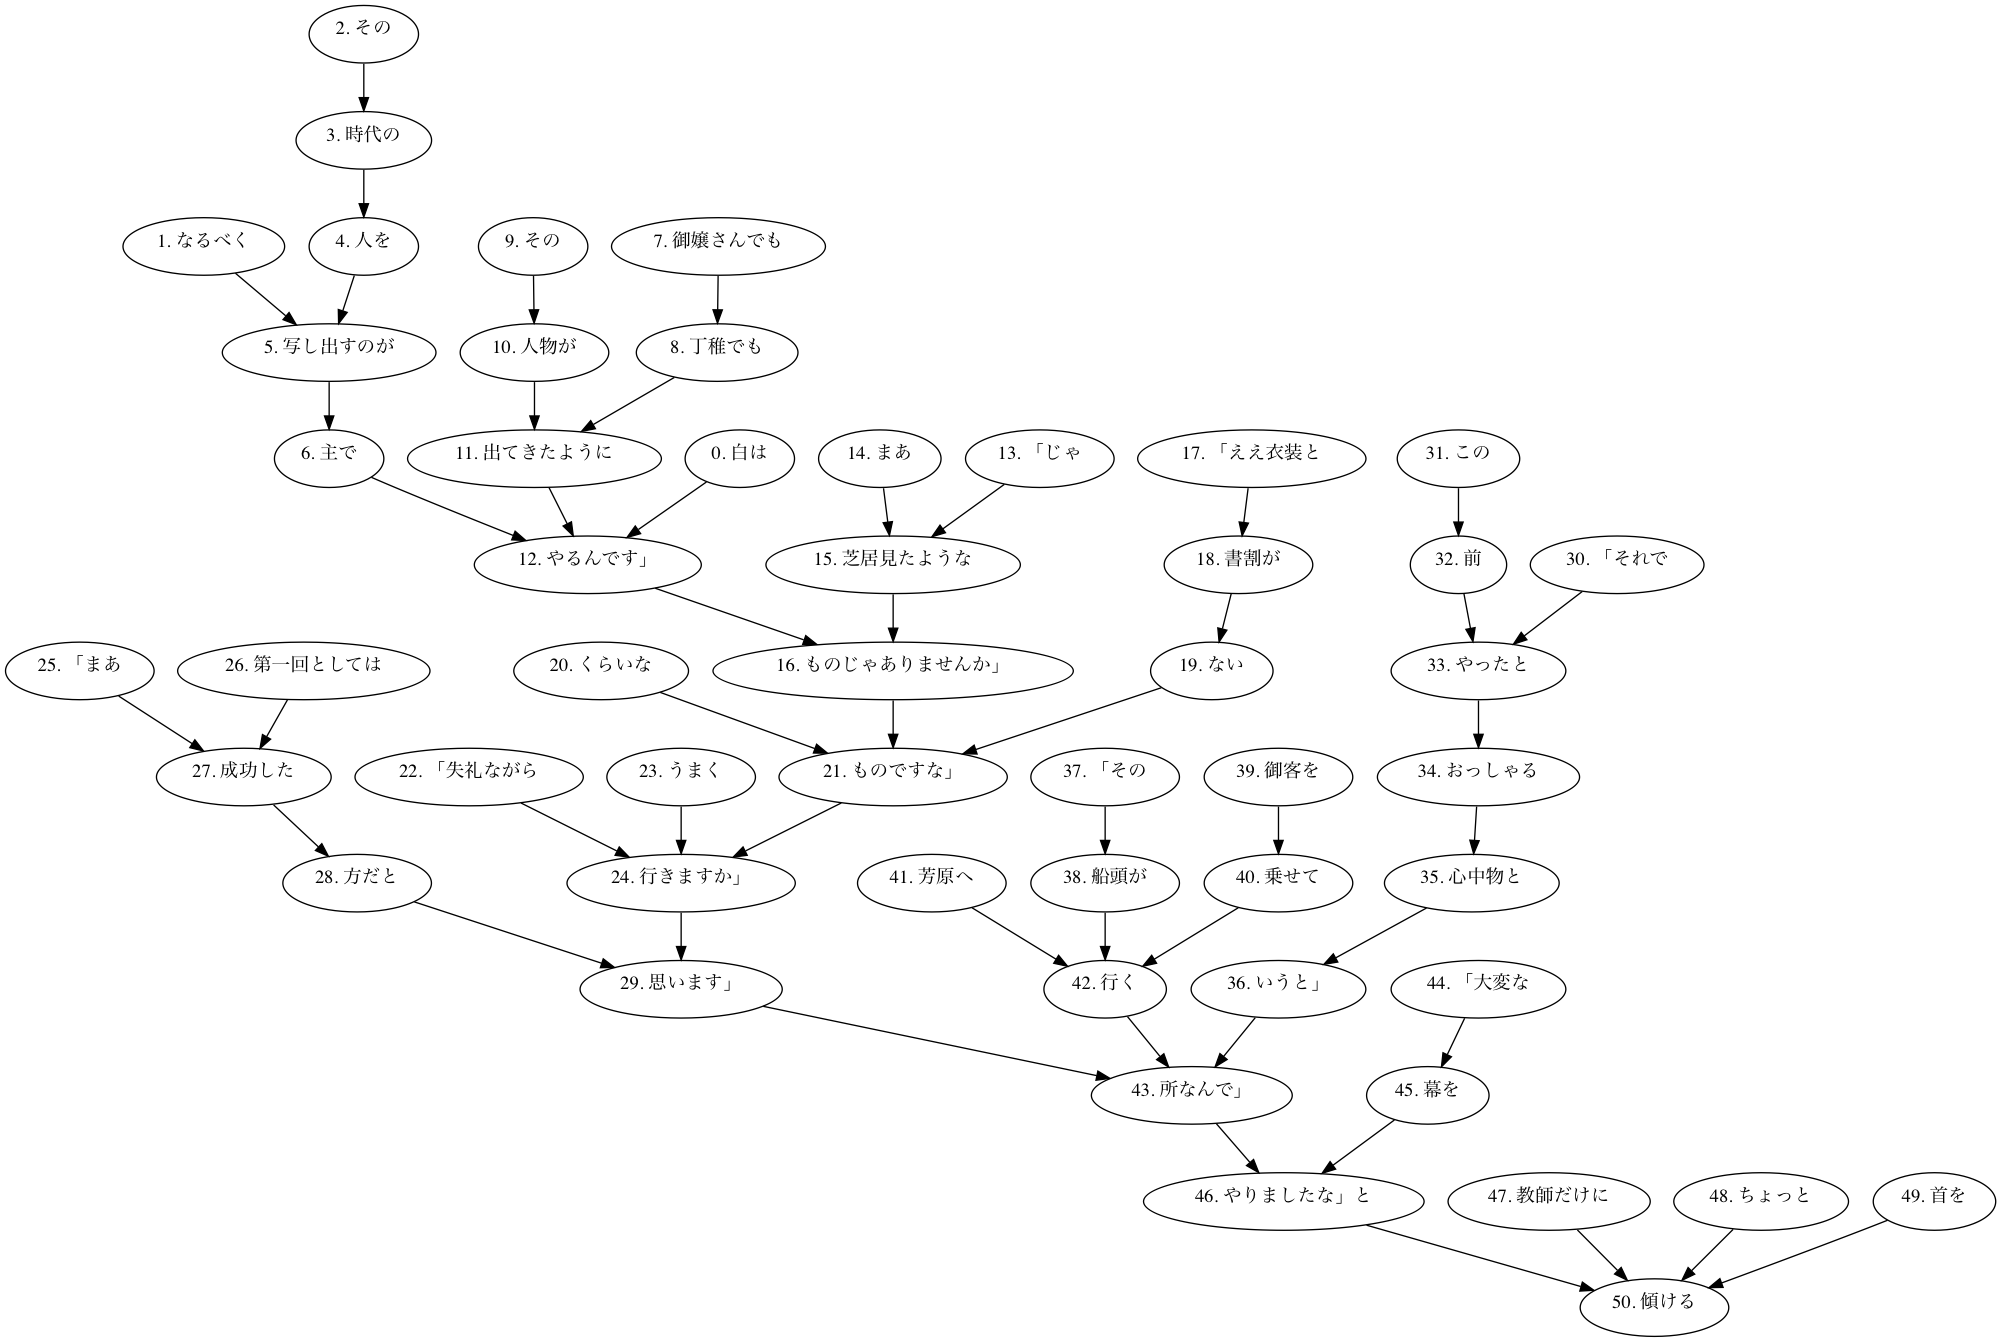 2. その
3. 時代の
1. なるべく
4. 人を
9. その
7. 御嬢さんでも
5. 写し出すのが
10. 人物が
8. 丁稚でも
6. 主で
11. 出てきたように
0. 白は
14. まあ
13. 「じゃ
17. 「ええ衣装と
31. この
12. やるんです」
15. 芝居見たような
18. 書割が
32. 前
30. 「それで
25. 「まあ
26. 第一回としては
20. くらいな
16. ものじゃありませんか」
19. ない
33. やったと
27. 成功した
22. 「失礼ながら
23. うまく
21. ものですな」
37. 「その
39. 御客を
34. おっしゃる
28. 方だと
24. 行きますか」
41. 芳原へ
38. 船頭が
40. 乗せて
35. 心中物と
29. 思います」
42. 行く
36. いうと」
44. 「大変な
43. 所なんで」
45. 幕を
46. やりましたな」と
47. 教師だけに
48. ちょっと
49. 首を
50. 傾ける